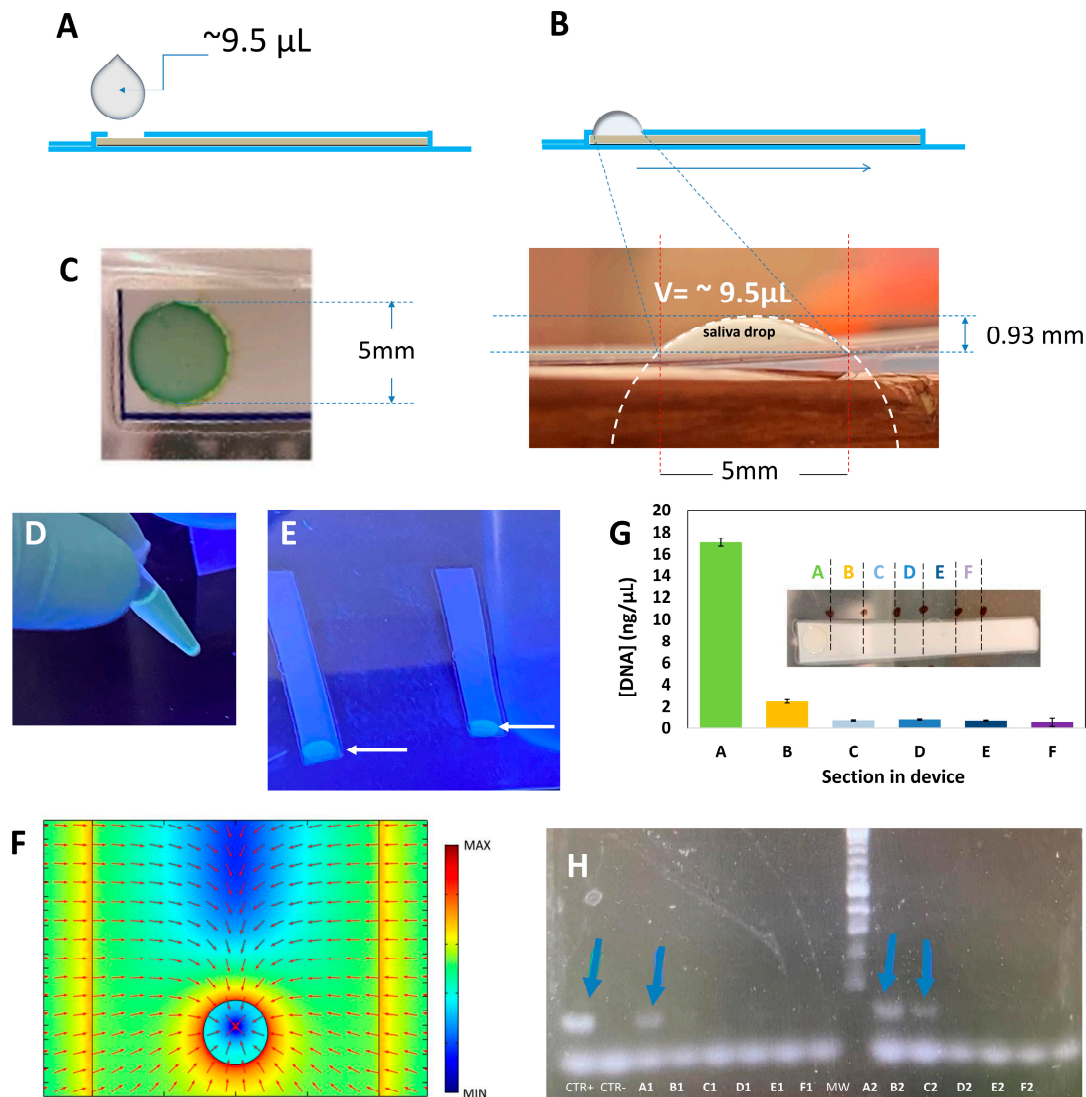 A
~9.5 µL
B
C
5mm
V= ~ 9.5µL
saliva drop
0.93 mm
5mm
D
E
G
[DNA] (ng/µL)
20
18
16
14
12
10
8
6
4
2
0
A B C D E F
A B C D E F
Section in device
F
MAX
MIN
H
CTR+ CTR- A1 B1 C1 D1 E1 F1 MW A2 B2 C2 D2 E2 F2